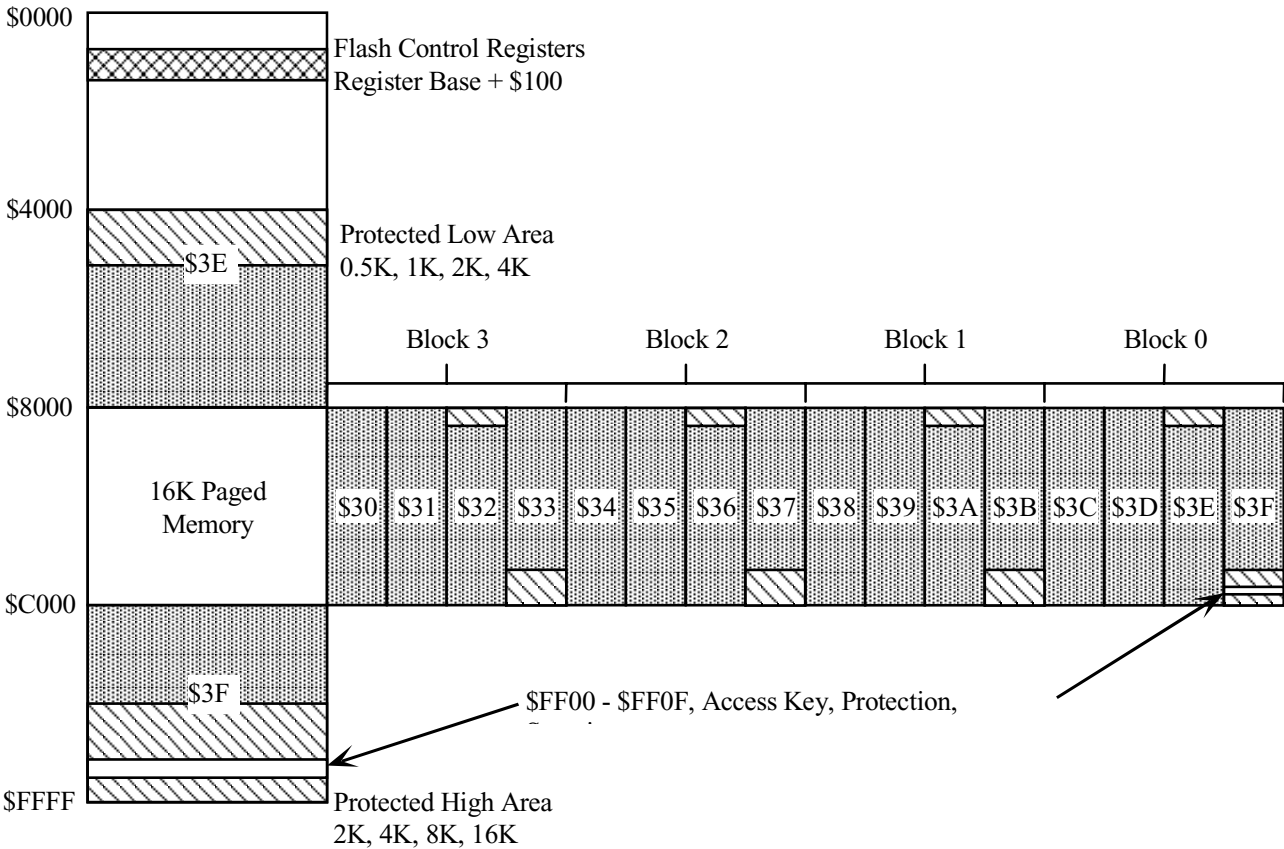 $0000
Flash Control Registers
Register Base + $100
$4000
Protected Low Area
0.5K, 1K, 2K, 4K
$3E
Block 3
Block 2
Block 1
Block 0
$8000
16K Paged
Memory
$30 $31 $32 $33 $34 $35 $36 $37 $38 $39 $3A $3B $3C $3D $3E $3F
$C000
$3F
$FF00 - $FF0F, Access Key, Protection,
$FFFF
Protected High Area
2K, 4K, 8K, 16K